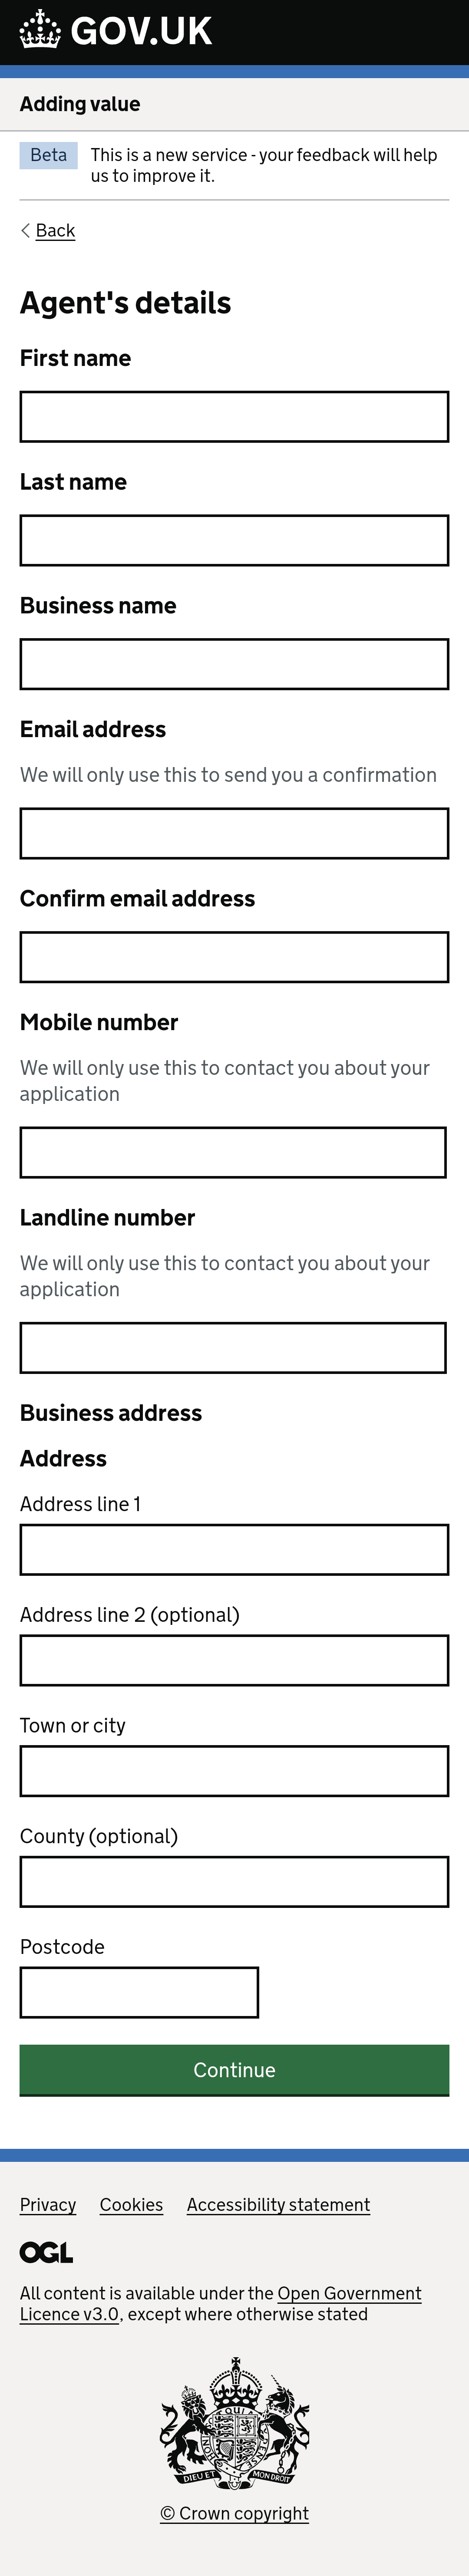 GOV.UK
Adding value
Beta
This is a new service - your feedback will help
us to improve it.
Back
Agent's details
First name
Last name
Business name
Email address
We will only use this to send you a confirmation
Confirm email address
Mobile number
We will only use this to contact you about your
application
Landline number
We will only use this to contact you about your
application
Business address
Address
Address line 1
Address line 2 (optional)
Town or city
County (optional)
Postcode
Continue
Privacy Cookies Accessibility statement
OGL
All content is available under the Open Government
Licence v3.0, except where otherwise stated
DIEU ET MON DROIT
© Crown copyright